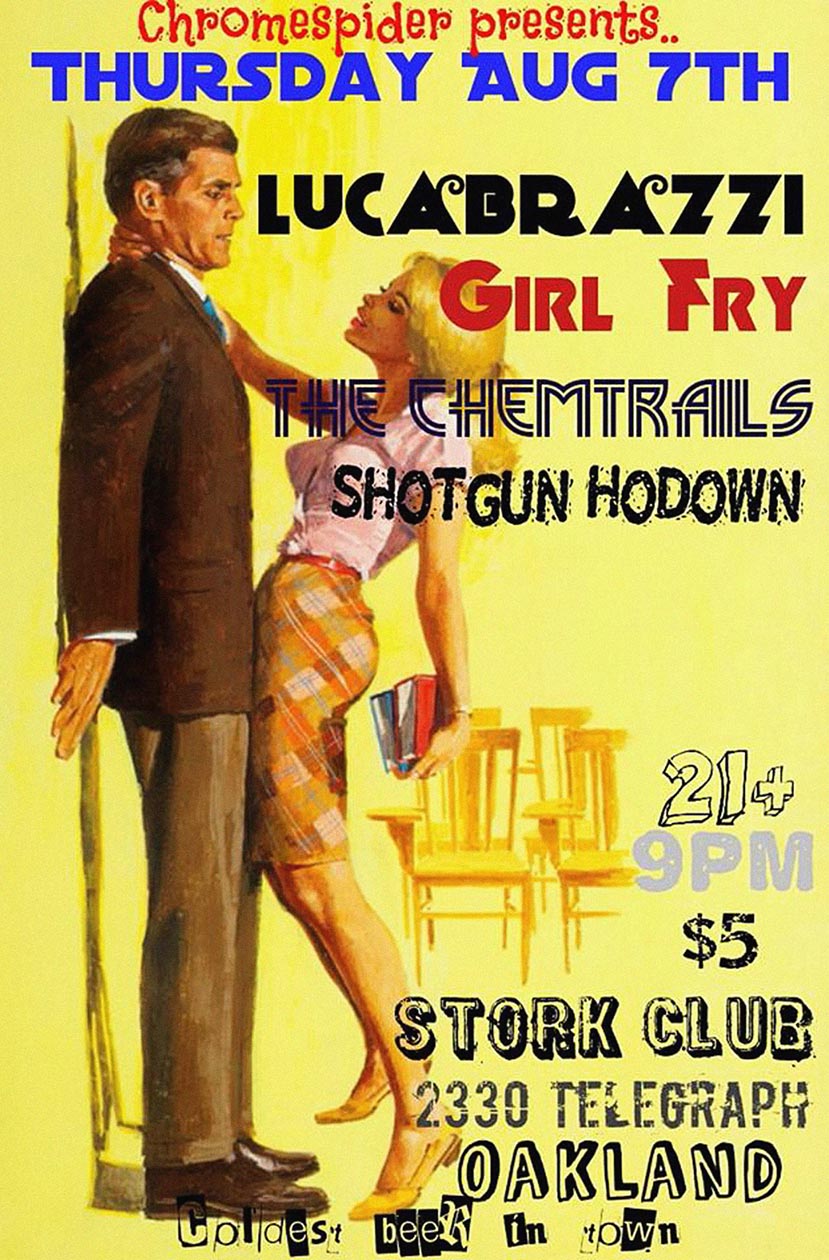 Chromespider presents..
THURSDAY AUG 7TH
LUCABRAZZI
GIRL FRY
THE CHEMTRAILS
SHOTGUN HODOWN
21+
9PM
$5
STORK CLUB
2330 TELEGRAPH
OAKLAND
Coldest beer in town